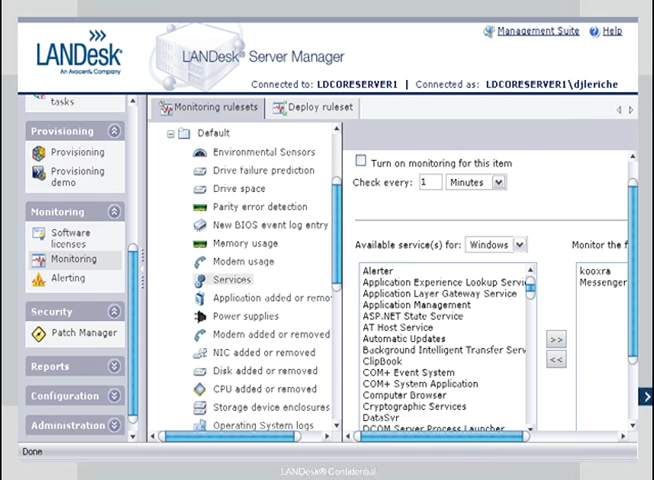 Management Suite Help
LANDesk
An Avocent Company
LANDesk® Server Manager
Connected to: LDCORESERVER1 | Connected as: LDCORESERVER1\djleriche
tasks
Provisioning
Provisioning
Provisioning
demo
Monitoring
Software
licenses
Monitoring
Alerting
Security
Patch Manager
Reports
Configuration
Administration
Monitoring rulesets
Deploy ruleset
Default
Environmental Sensors
Drive failure prediction
Drive space
Parity error detection
New BIOS event log entry
Memory usage
Modem usage
Services
Application added or remo
Power supplies
Modem added or removed
NIC added or removed
Disk added or removed
CPU added or removed
Storage device enclosures
Operating System logs
Turn on monitoring for this item
Check every: 1 Minutes
Available service(s) for: Windows
Monitor the f
Alerter
Application Experience Lookup Servi
Application Layer Gateway Service
Application Management
ASP.NET State Service
AT Host Service
Automatic Updates
Background Intelligent Transfer Serv
ClipBook
COM+ Event System
COM+ System Application
Computer Browser
Cryptographic Services
DataSvr
DCOM Server Process Launcher
>>
<<
kooxra
Messenger
Done
LANDesk® Confidential